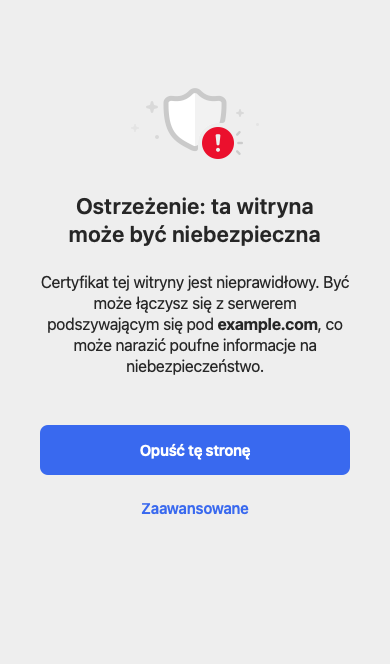 Ostrzeżenie: ta witryna
może być niebezpieczna
Certyfikat tej witryny jest nieprawidłowy. Być
może łączysz się z serwerem
podszywającym się pod example.com, co
może narazić poufne informacje na
niebezpieczeństwo.
Opuść tę stronę
Zaawansowane